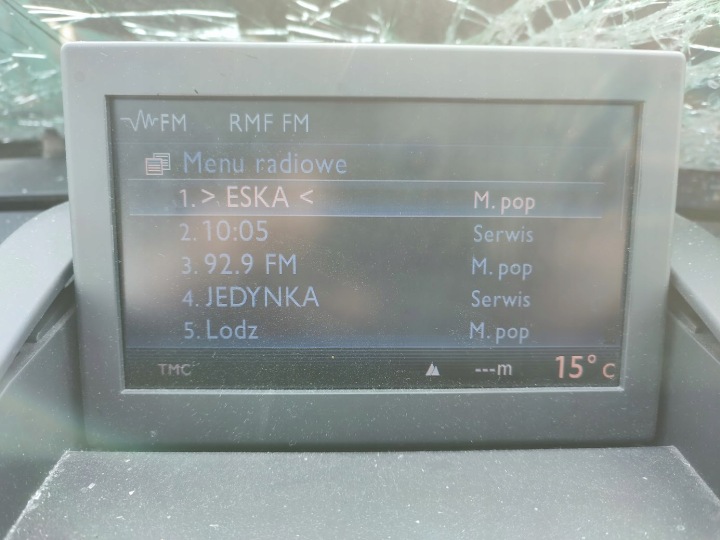 FM RMF FM
Menu radiowe
1. > ESKA < M. pop
2. 10:05 Serwis
3. 92.9 FM M. pop
4. JEDYNKA Serwis
5. Lodz M. pop
TMC ---m 15° C